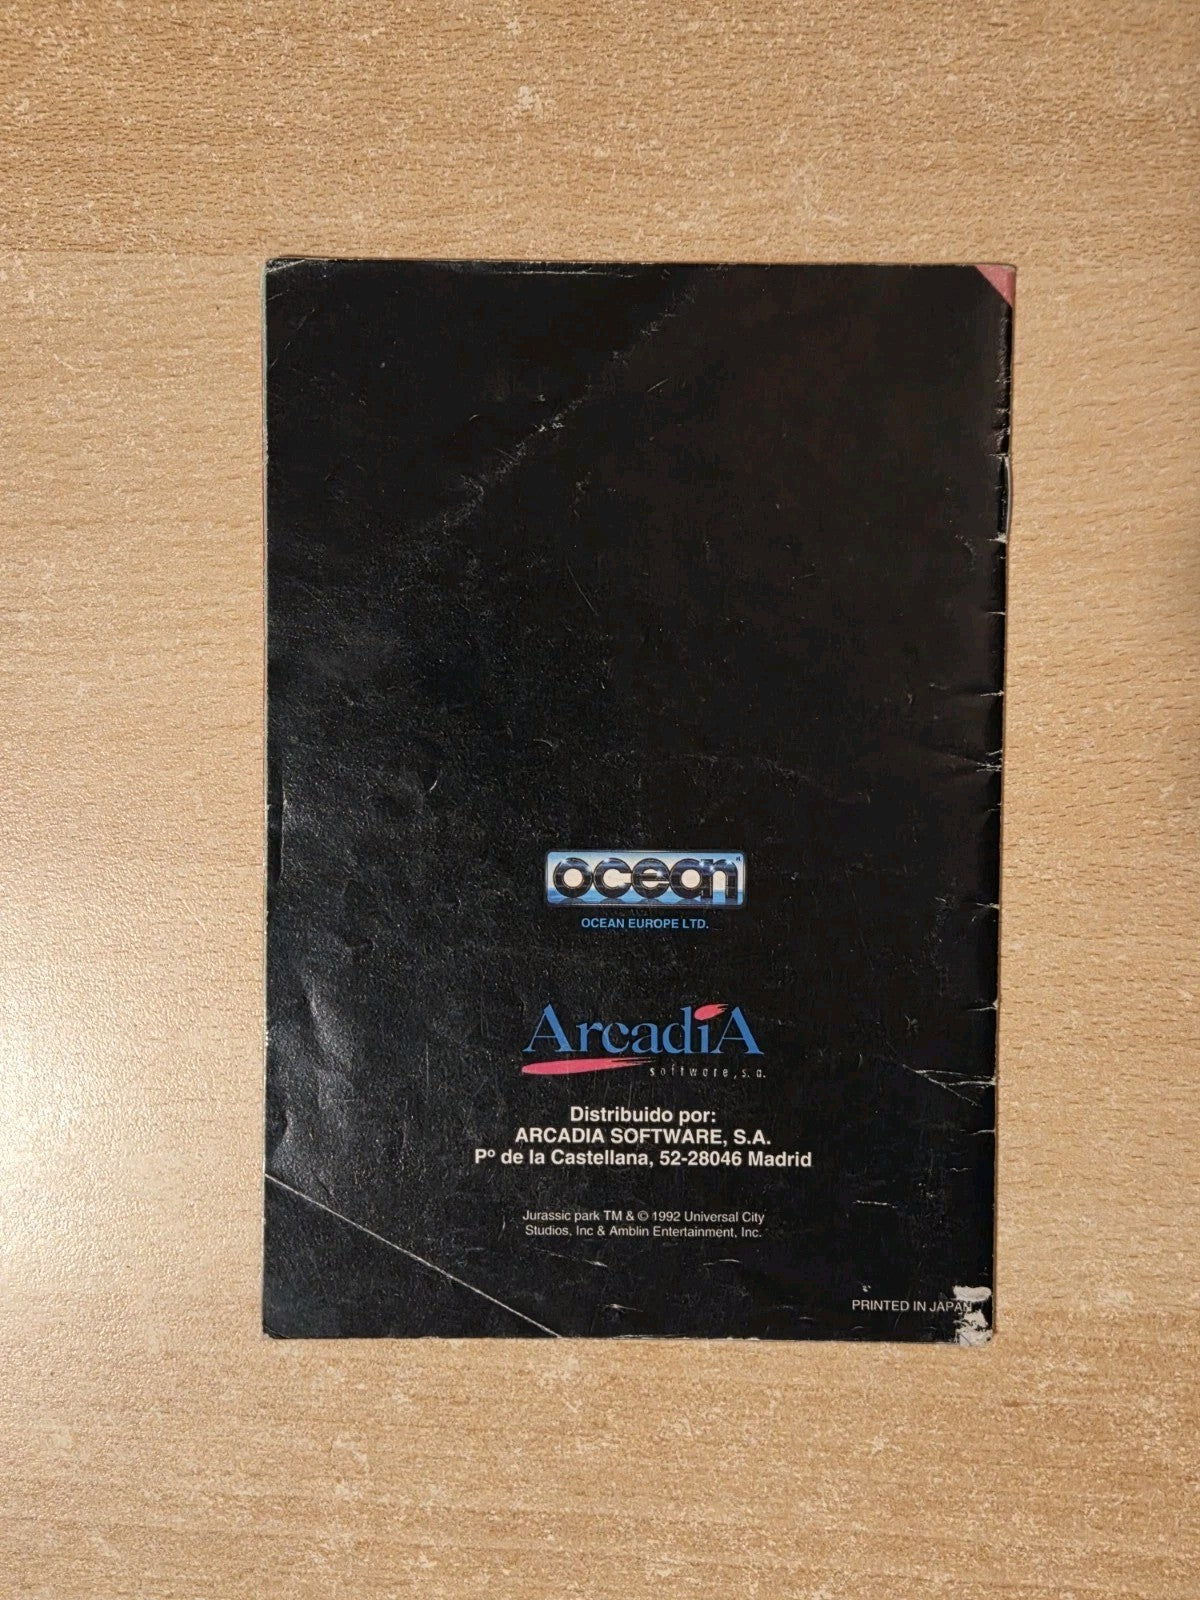 ocean
OCEAN EUROPE LTD.
ArcadiA
software, s.a.
Distribuido por:
ARCADIA SOFTWARE, S.A.
Pº de la Castellana, 52-28046 Madrid
Jurassic park TM & © 1992 Universal City
Studios, Inc & Amblin Entertainment, Inc.
PRINTED IN JAPAN